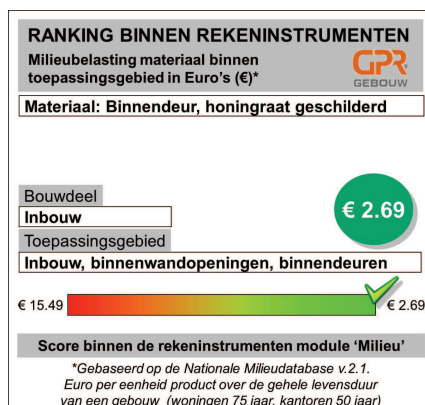 RANKING BINNEN REKENINSTRUMENTEN
Milieubelasting materiaal binnen
toepassingsgebied in Euro's (€)*
GPR
GEBOUW
Materiaal: Binnendeur, honingraat geschilderd
€ 2.69
Bouwdeel
Inbouw
Toepassingsgebied
Inbouw, binnenwandopeningen, binnendeuren
€ 15.49
€ 2.69
Score binnen de rekeninstrumenten module ‘Milieu’
*Gebaseerd op de Nationale Milieudatabase v.2.1.
Euro per eenheid product over de gehele levensduur
van een gebouw (woningen 75 jaar, kantoren 50 jaar)